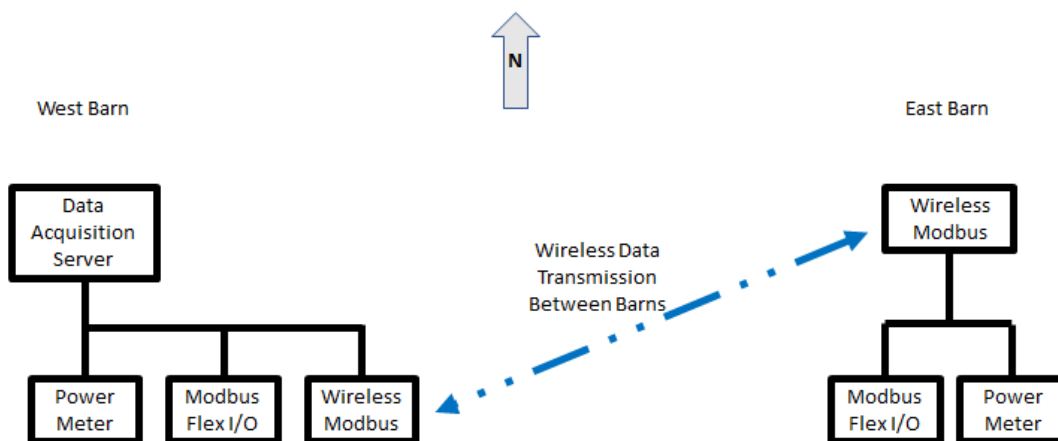 N
West Barn
East Barn
Data
Acquisition
Server
Wireless Data
Transmission
Between Barns
Wireless
Modbus
Power
Meter
Modbus
Flex I/O
Wireless
Modbus
Modbus
Flex I/O
Power
Meter